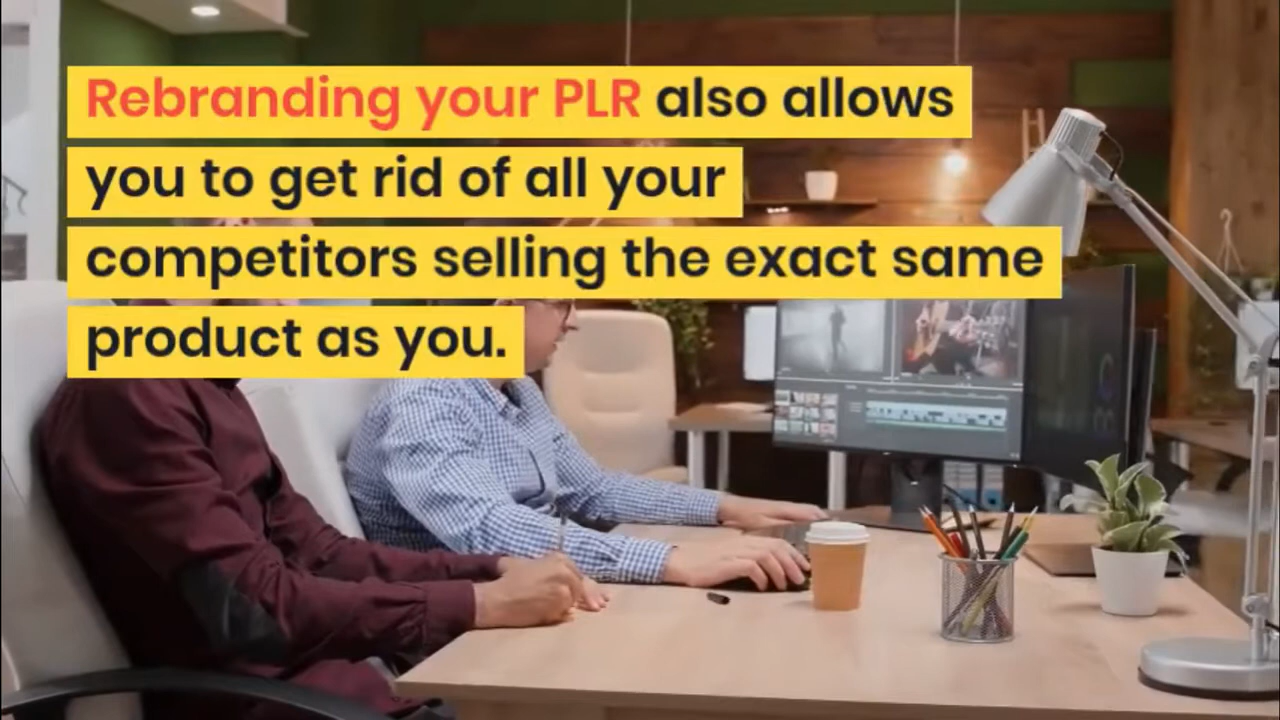 Rebranding your PLR also allows
you to get rid of all your
competitors selling the exact same
product as you.